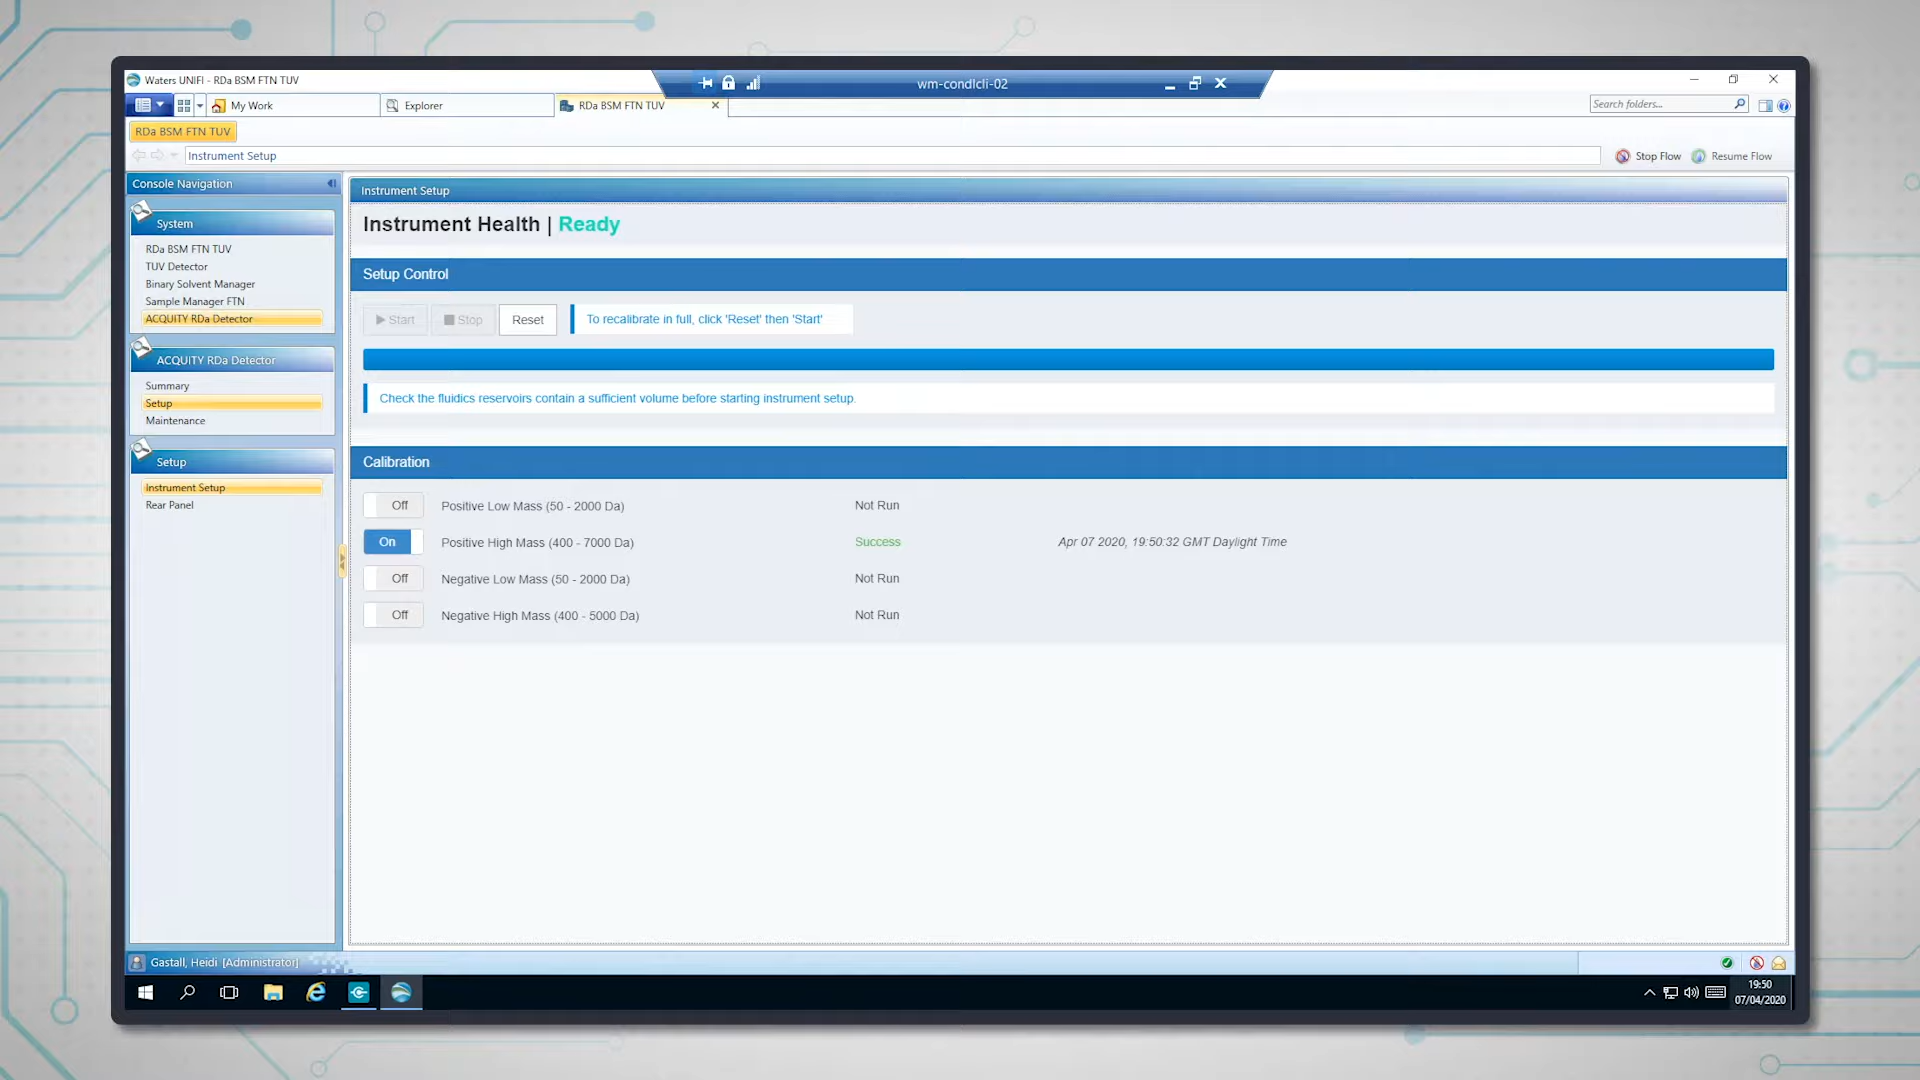 Waters UNIFI - RDa BSM FTN TUV
wm-condlcli-02
My Work
Explorer
RDa BSM FTN TUV
Search folders...
RDa BSM FTN TUV
Instrument Setup
Stop Flow
Resume Flow
Console Navigation
System
RDa BSM FTN TUV
TUV Detector
Binary Solvent Manager
Sample Manager FTN
ACQUITY RDa Detector
ACQUITY RDa Detector
Summary
Setup
Maintenance
Setup
Instrument Setup
Rear Panel
Instrument Setup
Instrument Health | Ready
Setup Control
Start
Stop
Reset
To recalibrate in full, click 'Reset' then 'Start'
Check the fluidics reservoirs contain a sufficient volume before starting instrument setup.
Calibration
Off Positive Low Mass (50 - 2000 Da) Not Run
On Positive High Mass (400 - 7000 Da) Success Apr 07 2020, 19:50:32 GMT Daylight Time
Off Negative Low Mass (50 - 2000 Da) Not Run
Off Negative High Mass (400 - 5000 Da) Not Run
Gastall, Heidi [Administrator]
19:50
07/04/2020